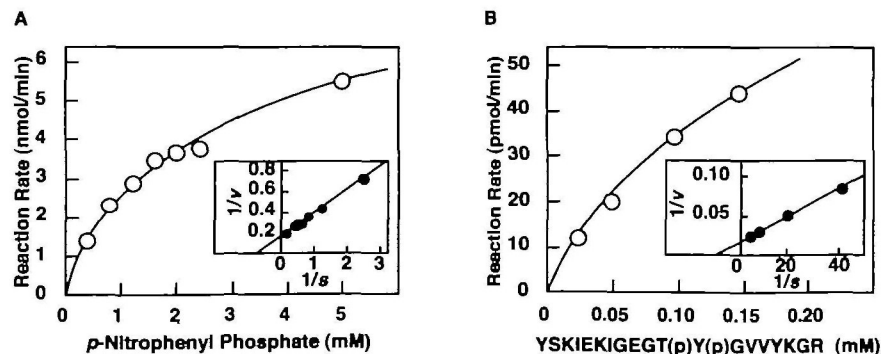 A
Reaction Rate (nmol/min)
6
5
4
3
2
1
0
0 1 2 3 4 5
p-Nitrophenyl Phosphate (mM)
1/v
0.8
0.6
0.4
0.2
0 1 2 3
1/s
B
Reaction Rate (pmol/min)
50
40
30
20
10
0
0 0.05 0.10 0.15 0.20
YSKIEKIGEGT(p)Y(p)GVVYKGR (mM)
1/v
0.10
0.05
0 20 40
1/s